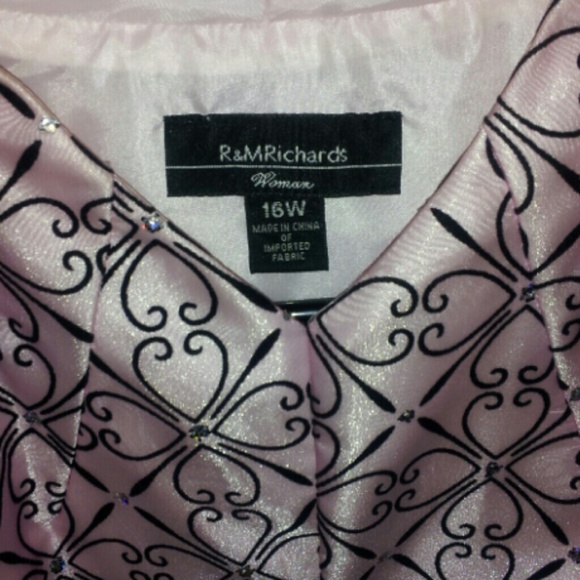 R&MRichards
Woman
16W
MADE IN CHINA
OF
IMPORTED
FABRIC